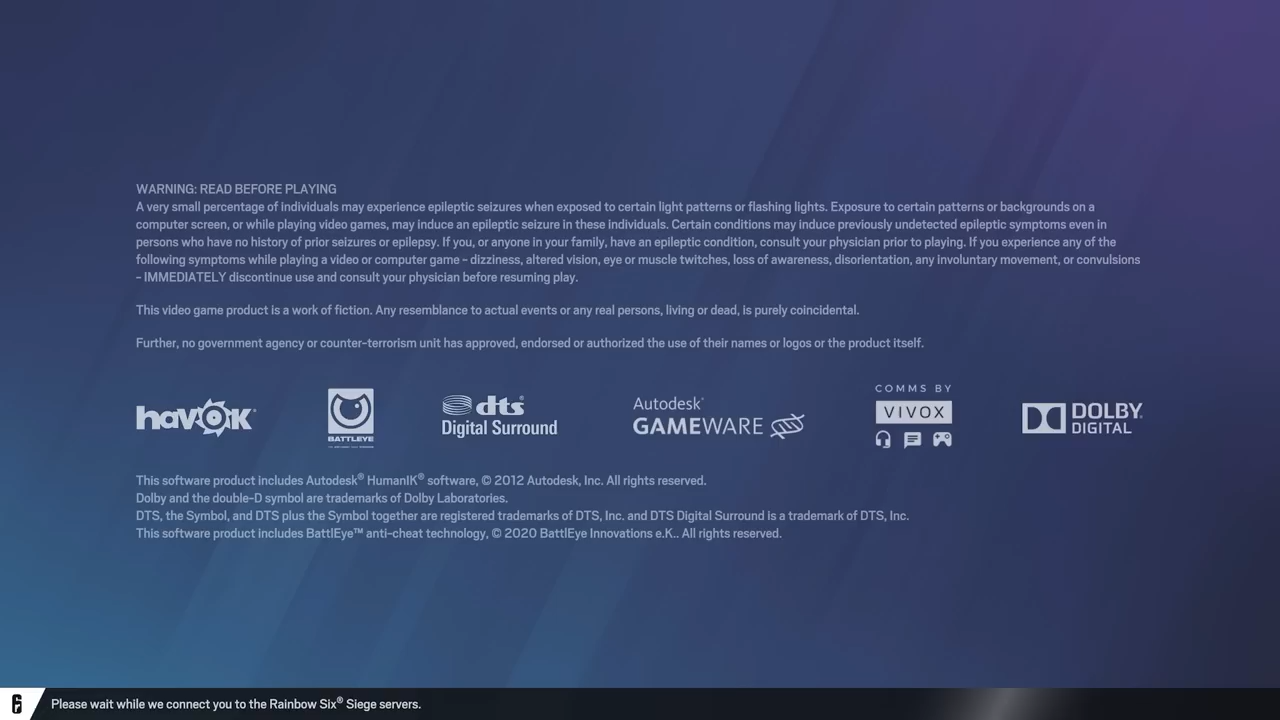 WARNING: READ BEFORE PLAYING
A very small percentage of individuals may experience epileptic seizures when exposed to certain light patterns or flashing lights. Exposure to certain patterns or backgrounds on a
computer screen, or while playing video games, may induce an epileptic seizure in these individuals. Certain conditions may induce previously undetected epileptic symptoms even in
persons who have no history of prior seizures or epilepsy. If you, or anyone in your family, have an epileptic condition, consult your physician prior to playing. If you experience any of the
following symptoms while playing a video or computer game - dizziness, altered vision, eye or muscle twitches, loss of awareness, disorientation, any involuntary movement, or convulsions
- IMMEDIATELY discontinue use and consult your physician before resuming play.
This video game product is a work of fiction. Any resemblance to actual events or any real persons, living or dead, is purely coincidental.
Further, no government agency or counter-terrorism unit has approved, endorsed or authorized the use of their names or logos or the product itself.
havok®
BATTLEYE
dts®
Digital Surround
Autodesk®
GAMEWARE
COMMS BY
VIVOX
DOLBY®
DIGITAL
This software product includes Autodesk® HumanIK® software, © 2012 Autodesk, Inc. All rights reserved.
Dolby and the double-D symbol are trademarks of Dolby Laboratories.
DTS, the Symbol, and DTS plus the Symbol together are registered trademarks of DTS, Inc. and DTS Digital Surround is a trademark of DTS, Inc.
This software product includes BattlEye™ anti-cheat technology, © 2020 BattlEye Innovations e.K.. All rights reserved.
6 Please wait while we connect you to the Rainbow Six® Siege servers.